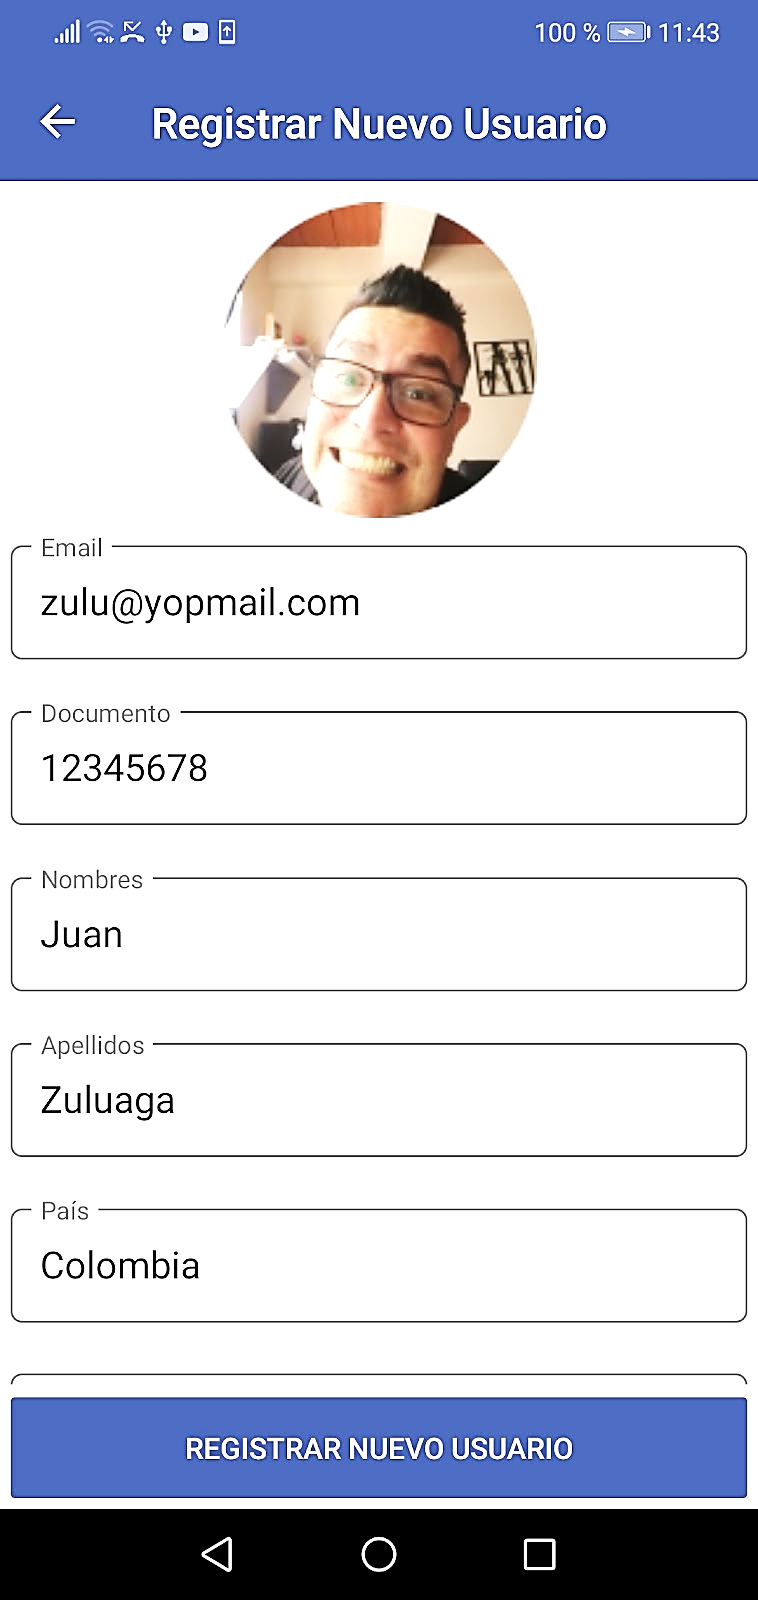 100 % 11:43
Registrar Nuevo Usuario
Email
zulu@yopmail.com
Documento
12345678
Nombres
Juan
Apellidos
Zuluaga
País
Colombia
REGISTRAR NUEVO USUARIO